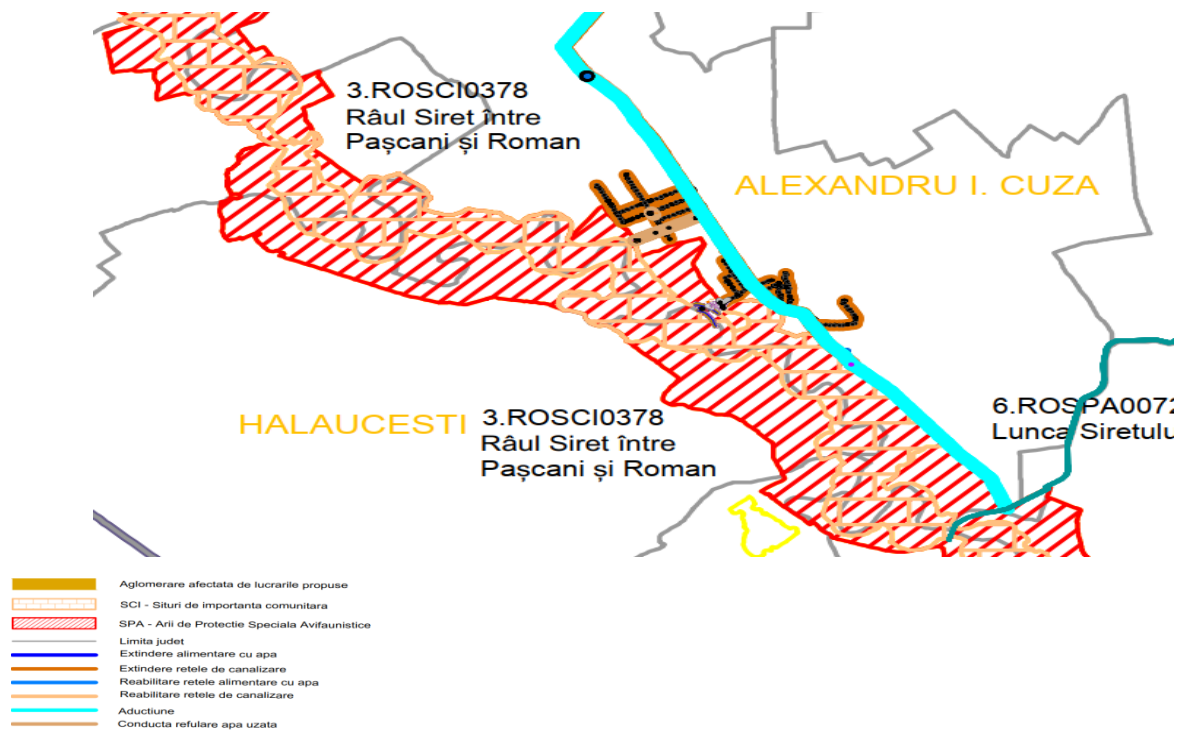 3.ROSCI0378
Râul Siret între
Pașcani și Roman
ALEXANDRU I. CUZA
HALAUCESTI
3.ROSCI0378
Râul Siret între
Pașcani și Roman
6.ROSPA0072
Lunca Siretulu
Aglomerare afectata de lucrarile propuse
SCI - Situri de importanta comunitara
SPA - Arii de Protectie Speciala Avifaunistice
Limita judet
Extindere alimentare cu apa
Extindere retele de canalizare
Reabilitare retele alimentare cu apa
Reabilitare retele de canalizare
Aductiune
Conducta refulare apa uzata